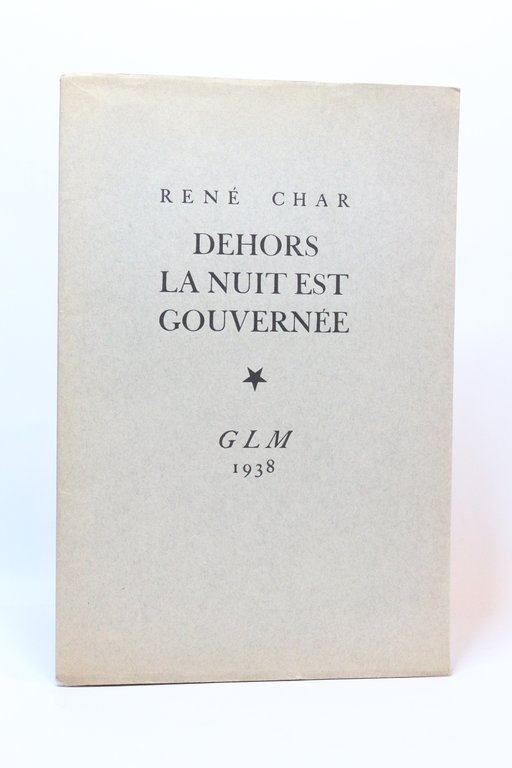 RENÉ CHAR
DEHORS
LA NUIT EST
GOUVERNÉE
GLM
1938